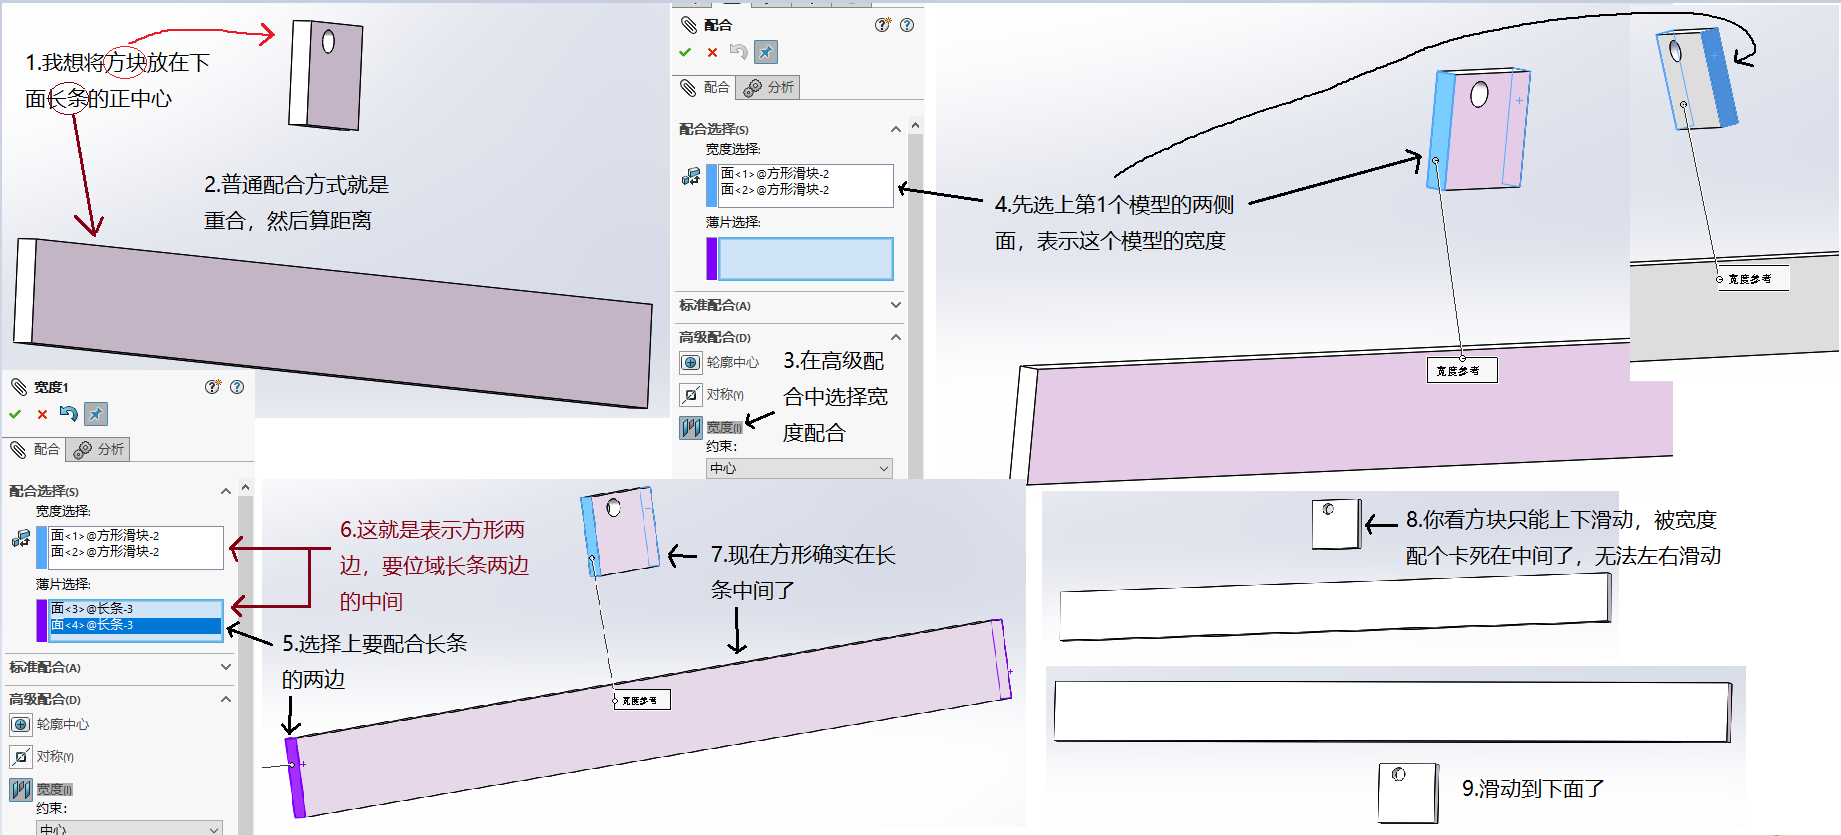 1.我想将方块放在下
面长条的正中心
2.普通配合方式就是
重合，然后算距离
配合
配合
分析
配合选择(S)
宽度选择:
面<1>@方形滑块-2
面<2>@方形滑块-2
薄片选择:
标准配合(A)
高级配合(D)
轮廓中心
对称(Y)
宽度(I)
约束:
中心
3.在高级配
合中选择宽
度配合
4.先选上第1个模型的两侧
面，表示这个模型的宽度
宽度参考
宽度参考
宽度1
配合
分析
配合选择(S)
宽度选择:
面<1>@方形滑块-2
面<2>@方形滑块-2
薄片选择:
面<3>@长条-3
面<4>@长条-3
标准配合(A)
高级配合(D)
轮廓中心
对称(Y)
宽度(I)
约束:
中心
5.选择上要配合长条
的两边
6.这就是表示方形两
边，要位域长条两边
的中间
7.现在方形确实在长
条中间了
宽度参考
8.你看方块只能上下滑动，被宽度
配个卡死在中间了，无法左右滑动
9.滑动到下面了